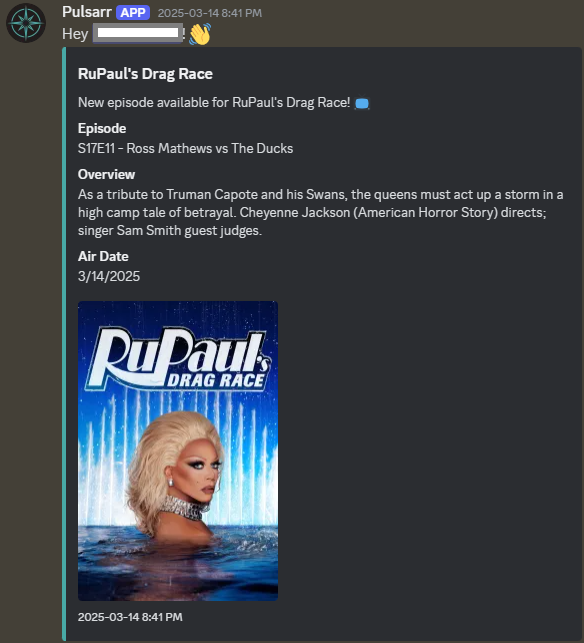 Pulsarr APP 2025-03-14 8:41 PM
Hey ! 👋
RuPaul's Drag Race
New episode available for RuPaul's Drag Race!
Episode
S17E11 - Ross Mathews vs The Ducks
Overview
As a tribute to Truman Capote and his Swans, the queens must act up a storm in a
high camp tale of betrayal. Cheyenne Jackson (American Horror Story) directs;
singer Sam Smith guest judges.
Air Date
3/14/2025
RuPaul's
DRAG RACE
2025-03-14 8:41 PM